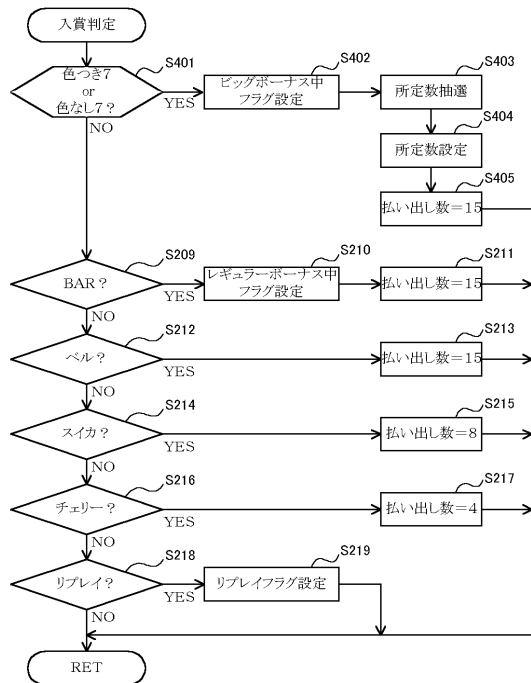 入賞判定
S401
色つき7
or
色なし7？
YES
NO
S402
ビッグボーナス中
フラグ設定
S403
所定数抽選
S404
所定数設定
S405
払い出し数＝15
S209
BAR？
YES
NO
S210
レギュラーボーナス中
フラグ設定
S211
払い出し数＝15
S212
ベル？
YES
NO
S213
払い出し数＝15
S214
スイカ？
YES
NO
S215
払い出し数＝8
S216
チェリー？
YES
NO
S217
払い出し数＝4
S218
リプレイ？
YES
NO
S219
リプレイフラグ設定
RET